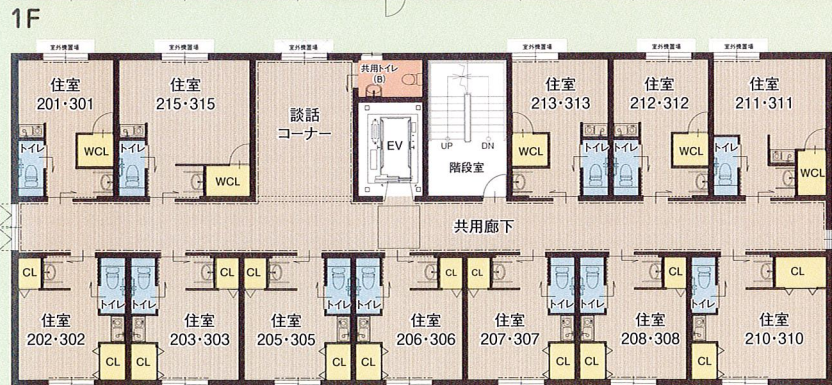 1F
室外機置場
室外機置場
室外機置場
室外機置場
室外機置場
室外機置場
住室
201・301
WCL
トイレ
住室
215・315
トイレ
WCL
談話
コーナー
共用トイレ
(B)
EV
UP
DN
階段室
住室
213・313
WCL
トイレ
住室
212・312
トイレ
WCL
住室
211・311
トイレ
WCL
共用廊下
CL
トイレ
住室
202・302
CL
トイレ
CL
住室
203・303
CL
CL
トイレ
住室
205・305
CL
トイレ
CL
住室
206・306
CL
CL
トイレ
住室
207・307
CL
トイレ
CL
住室
208・308
CL
トイレ
CL
住室
210・310
CL